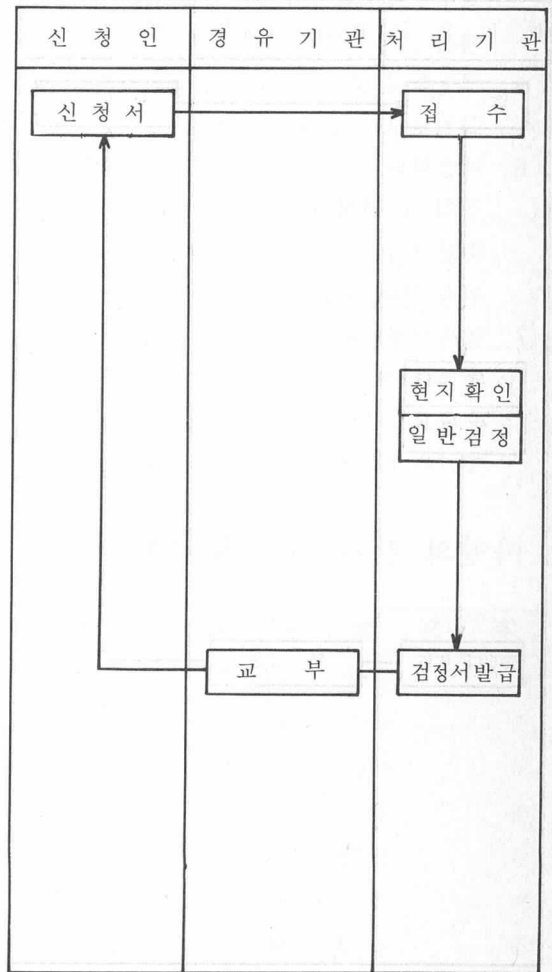 신 청 인 경 유 기 관 처 리 기 관
신 청 서 접 수
현지확인
일반검정
교 부 검정서발급